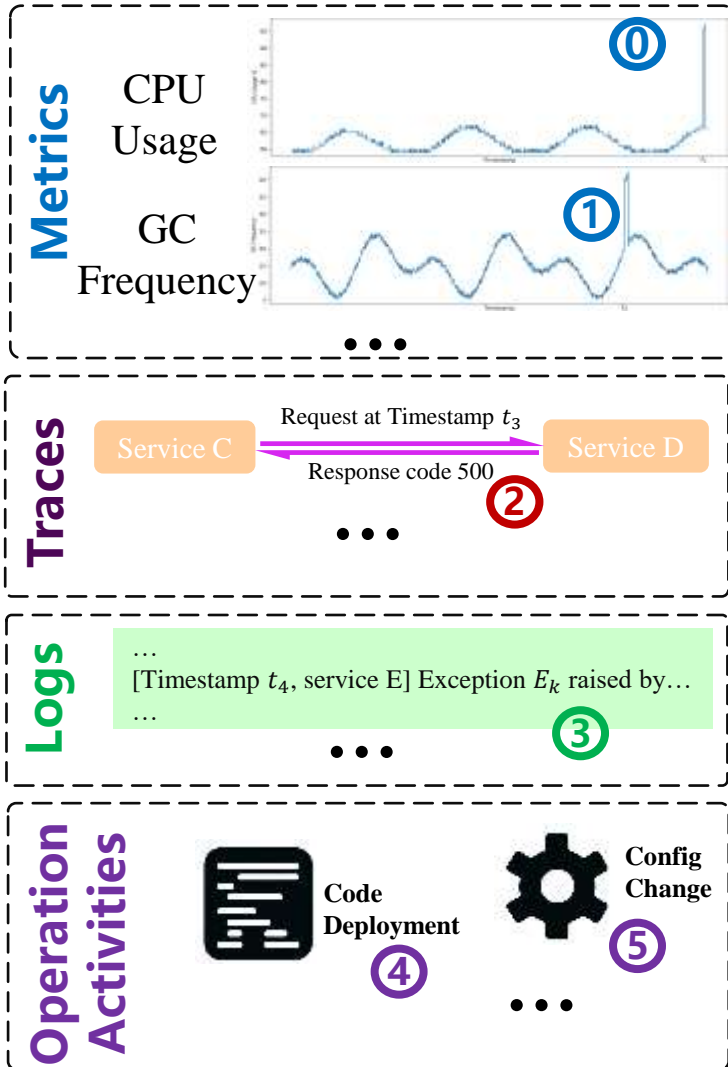 Metrics
CPU
Usage
0
GC
Frequency
1
...
Traces
Request at Timestamp t₃
Service C
Service D
Response code 500
2
...
Logs
…
[Timestamp t₄, service E] Exception Eₖ raised by…
…
3
...
Operation
Activities
Code
Deployment
4
Config
Change
5
...